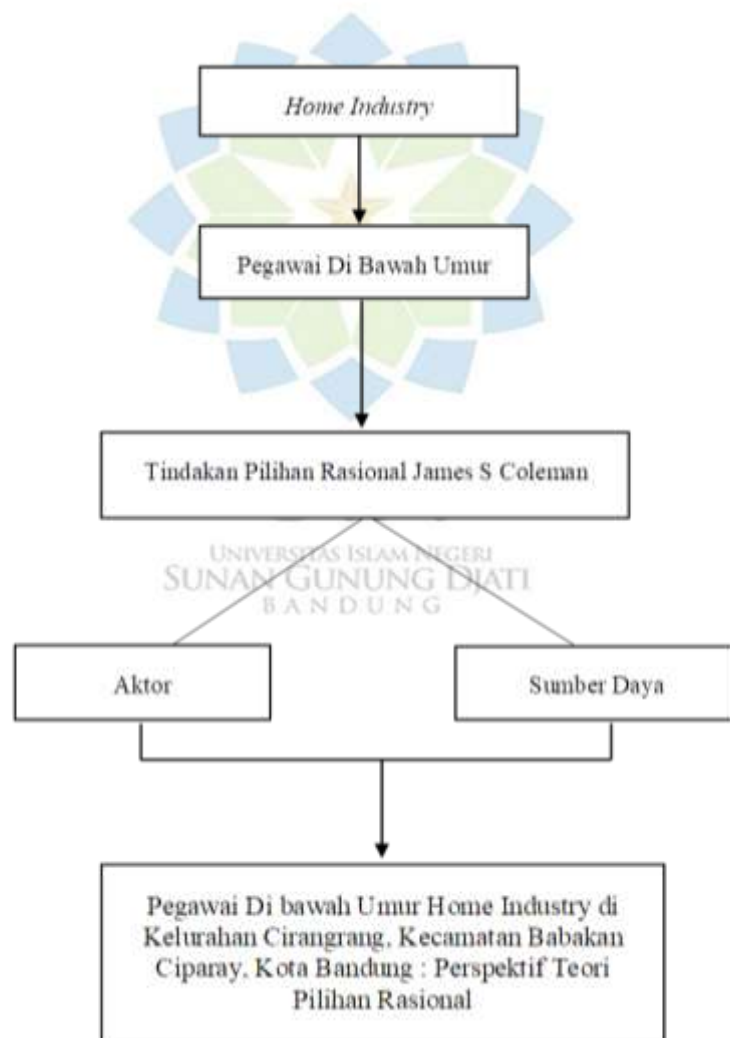 Home Industry
Pegawai Di Bawah Umur
Tindakan Pilihan Rasional James S Coleman
UNIVERSITAS ISLAM NEGERI
SUNAN GUNUNG DJATI
BANDUNG
Aktor
Sumber Daya
Pegawai Di bawah Umur Home Industry di
Kelurahan Cirangrang, Kecamatan Babakan
Ciparay, Kota Bandung : Perspektif Teori
Pilihan Rasional